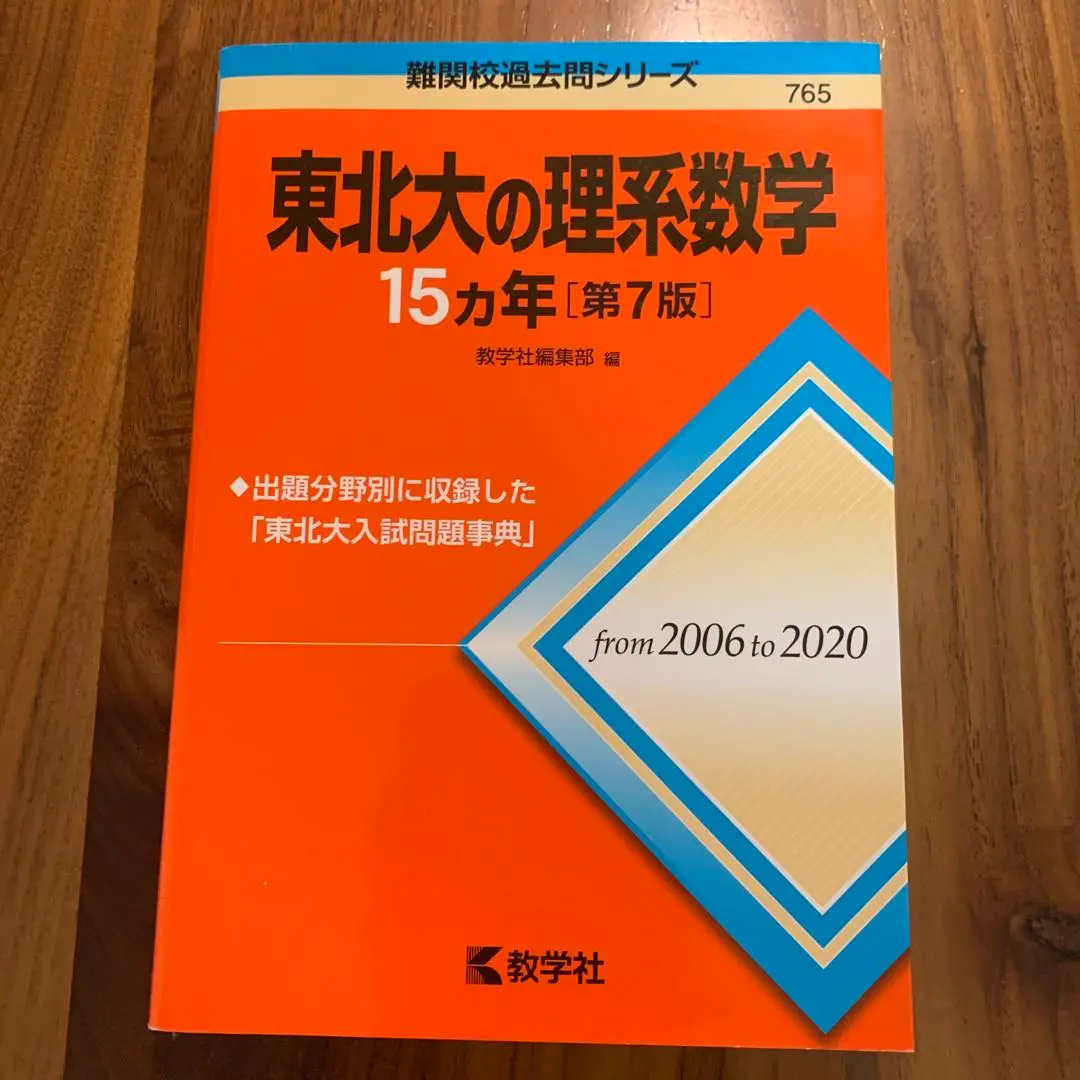 難関校過去問シリーズ
765
東北大の理系数学
15カ年［第7版］
教学社編集部 編
◆出題分野別に収録した
「東北大入試問題事典」
from 2006 to 2020
教学社